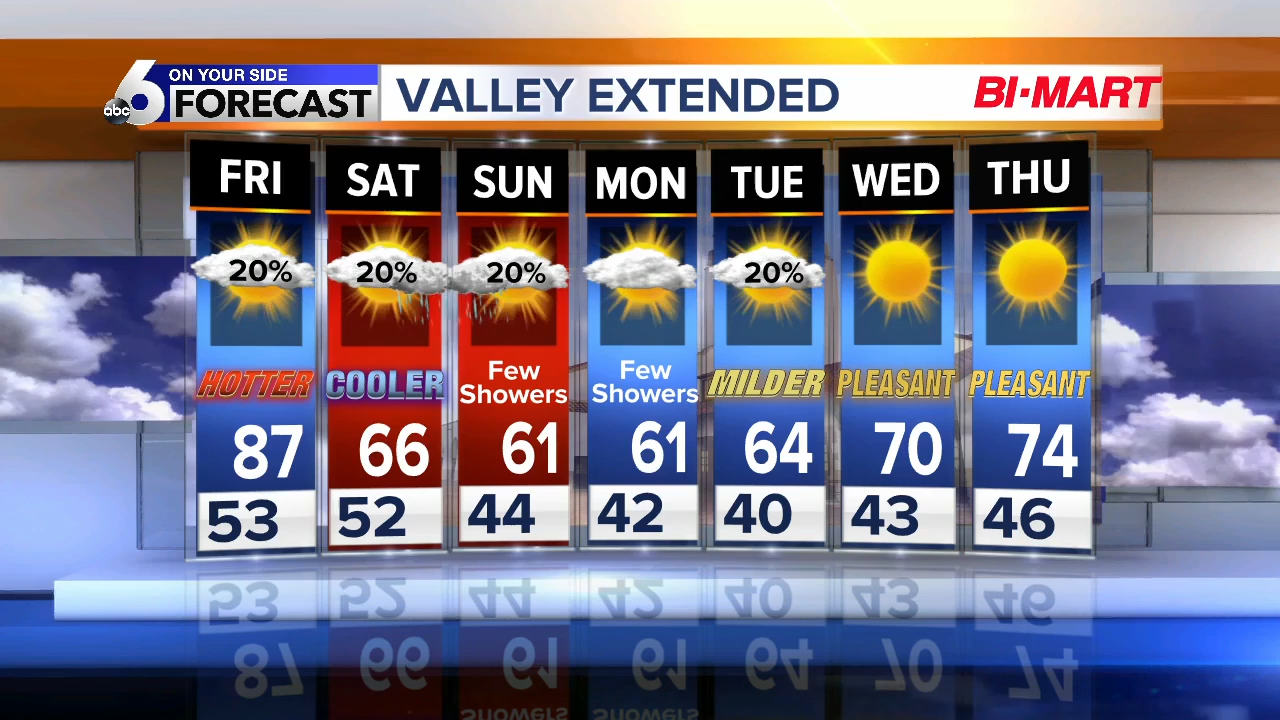 ON YOUR SIDE
abc 6 FORECAST
VALLEY EXTENDED
BI·MART
FRI SAT SUN MON TUE WED THU
20% 20% 20% 20%
HOTTER COOLER Few Showers Few Showers MILDER PLEASANT PLEASANT
87 66 61 61 64 70 74
53 52 44 42 40 43 46